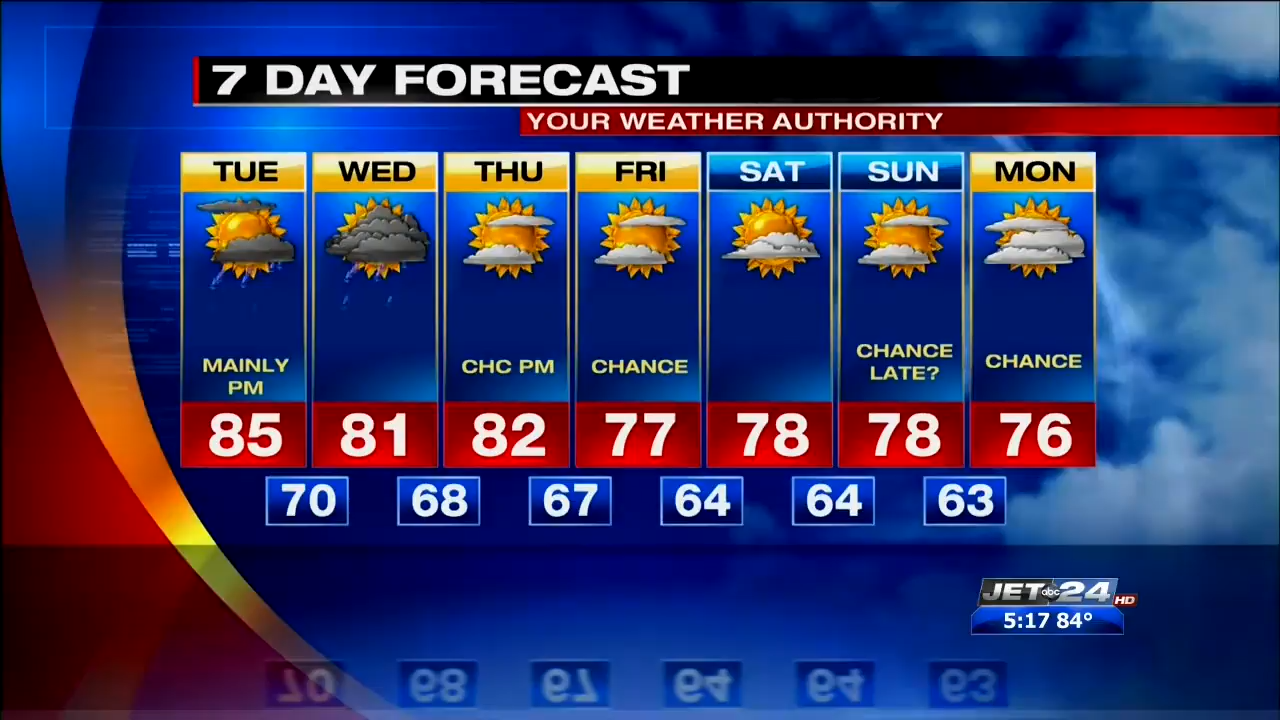 7 DAY FORECAST
YOUR WEATHER AUTHORITY
TUE WED THU FRI SAT SUN MON
MAINLY PM
CHC PM
CHANCE
CHANCE LATE?
CHANCE
85 81 82 77 78 78 76
70 68 67 64 64 63
JET abc 24 HD
5:17 84°